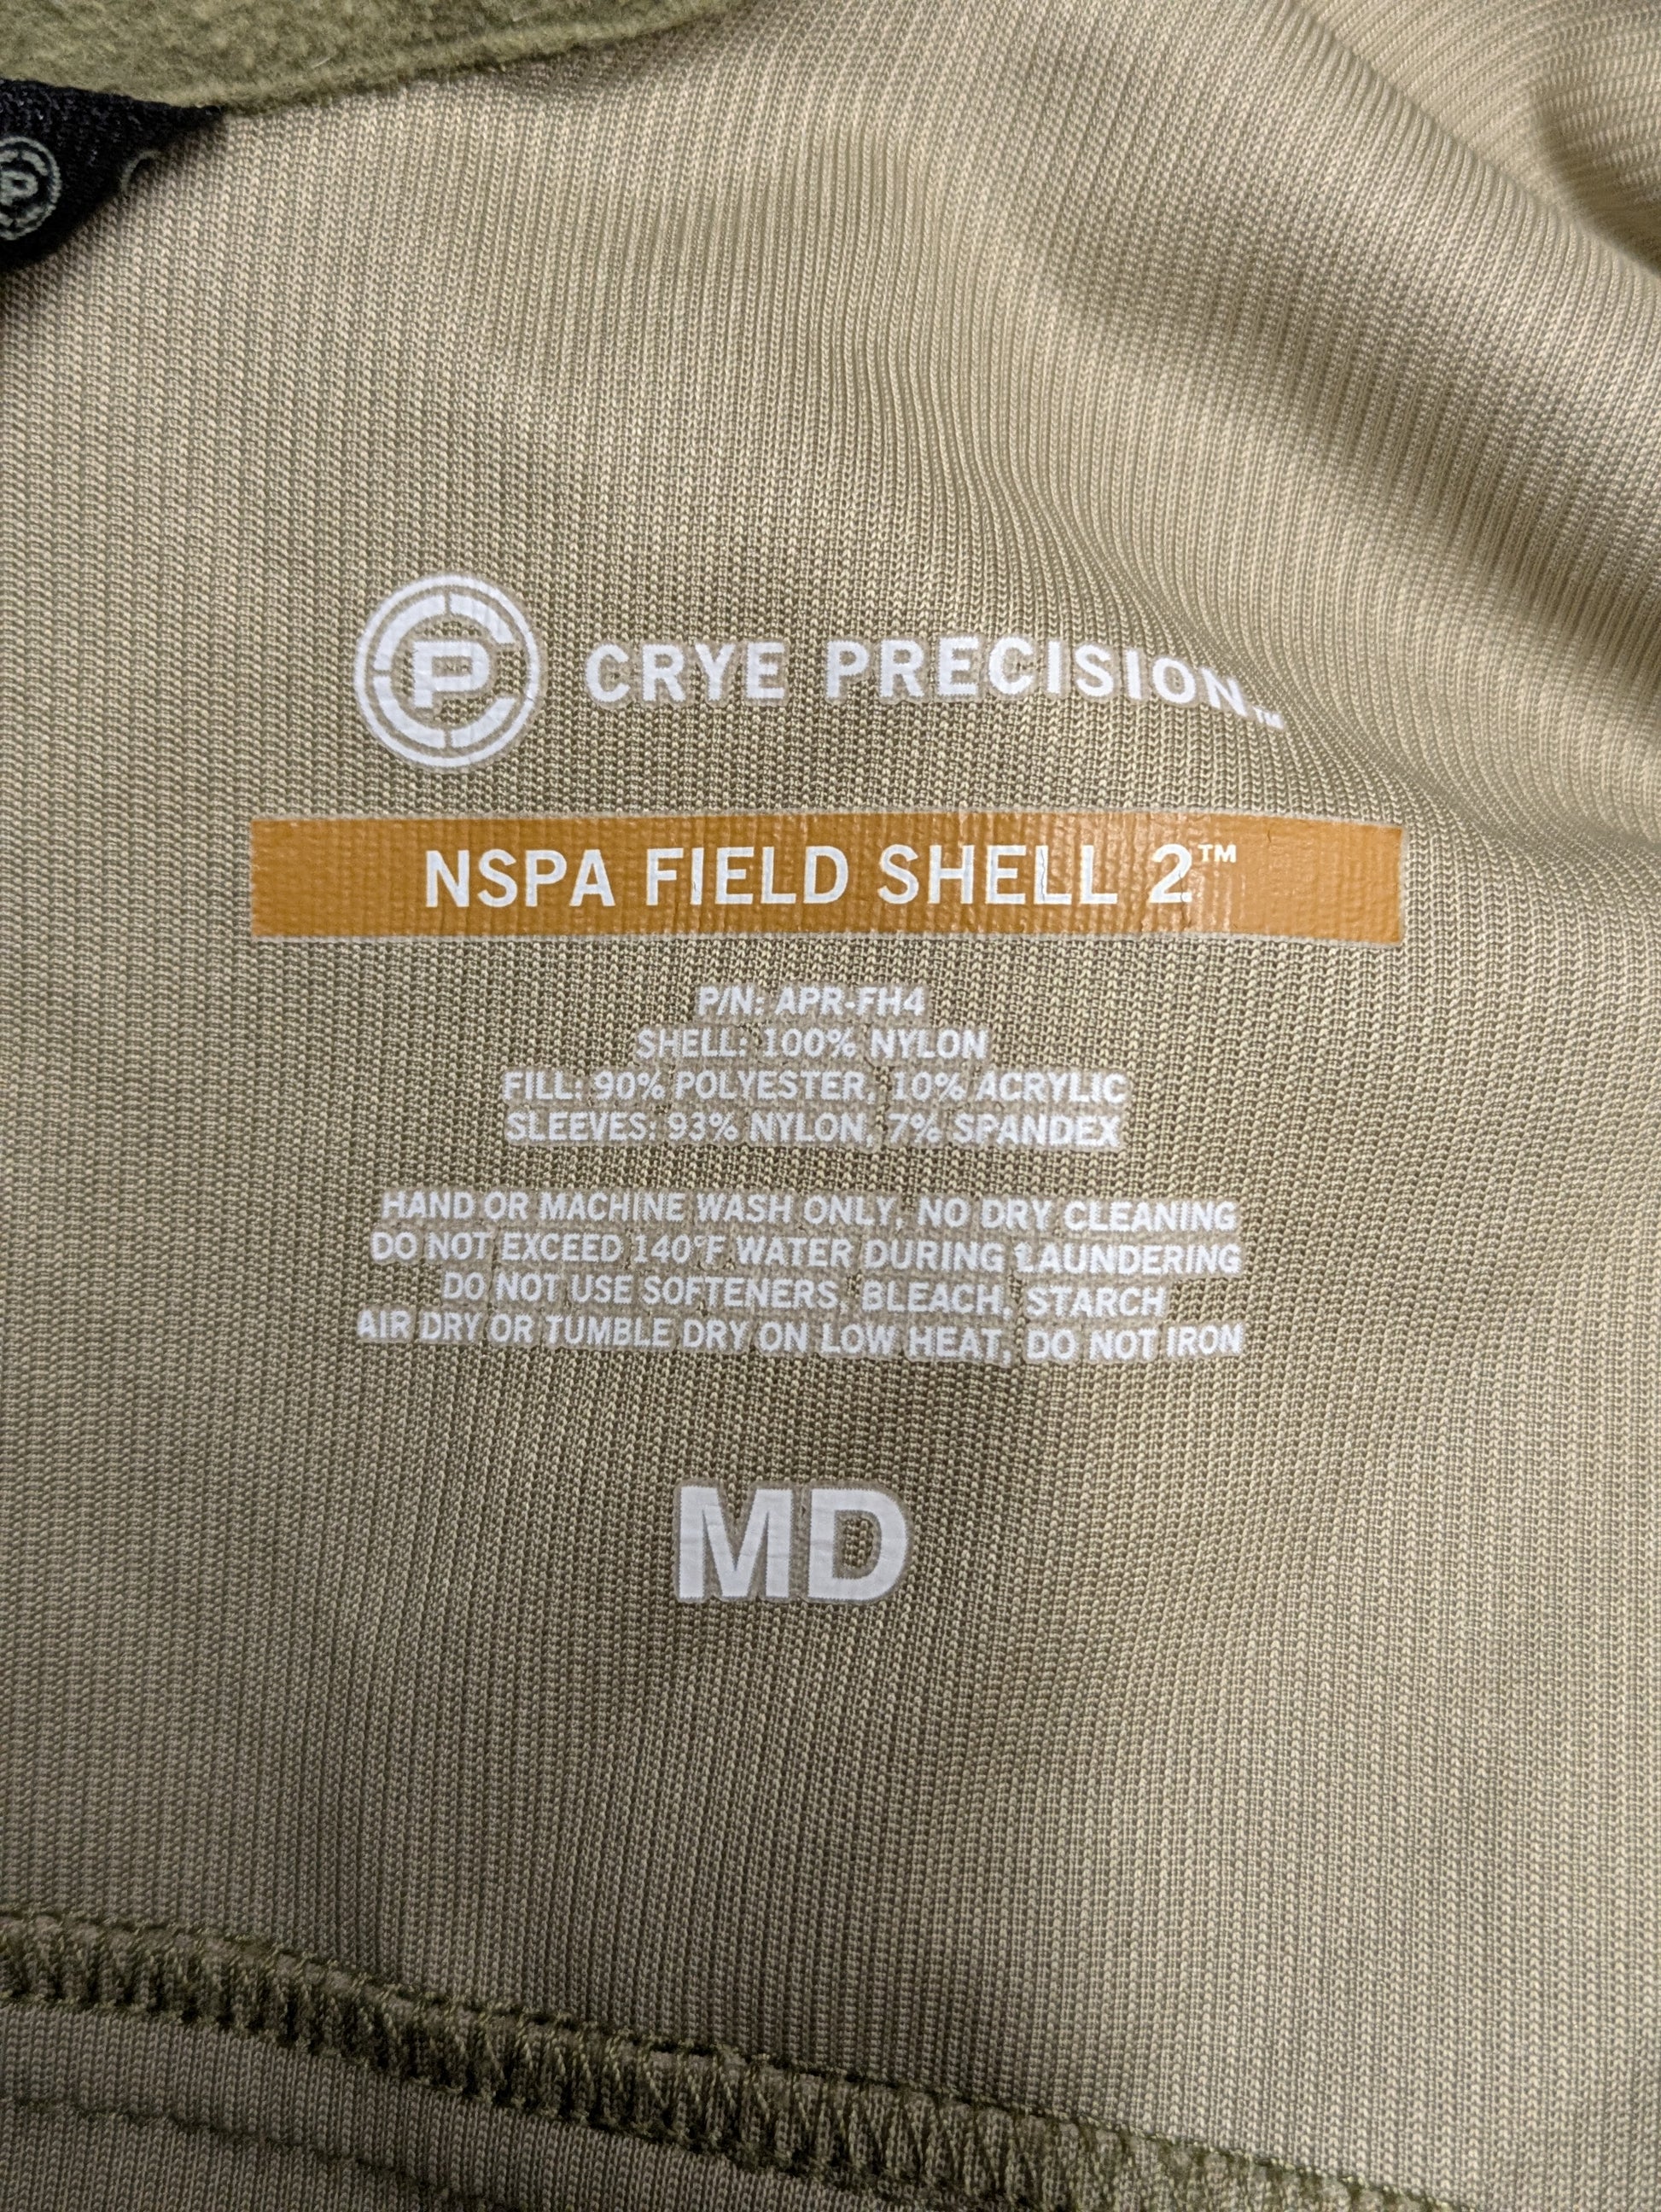 CP
CRYE PRECISION™
NSPA FIELD SHELL 2™
P/N: APR-FH4
SHELL: 100% NYLON
FILL: 90% POLYESTER, 10% ACRYLIC
SLEEVES: 93% NYLON, 7% SPANDEX
HAND OR MACHINE WASH ONLY, NO DRY CLEANING
DO NOT EXCEED 140°F WATER DURING LAUNDERING
DO NOT USE SOFTENERS, BLEACH, STARCH
AIR DRY OR TUMBLE DRY ON LOW HEAT, DO NOT IRON
MD